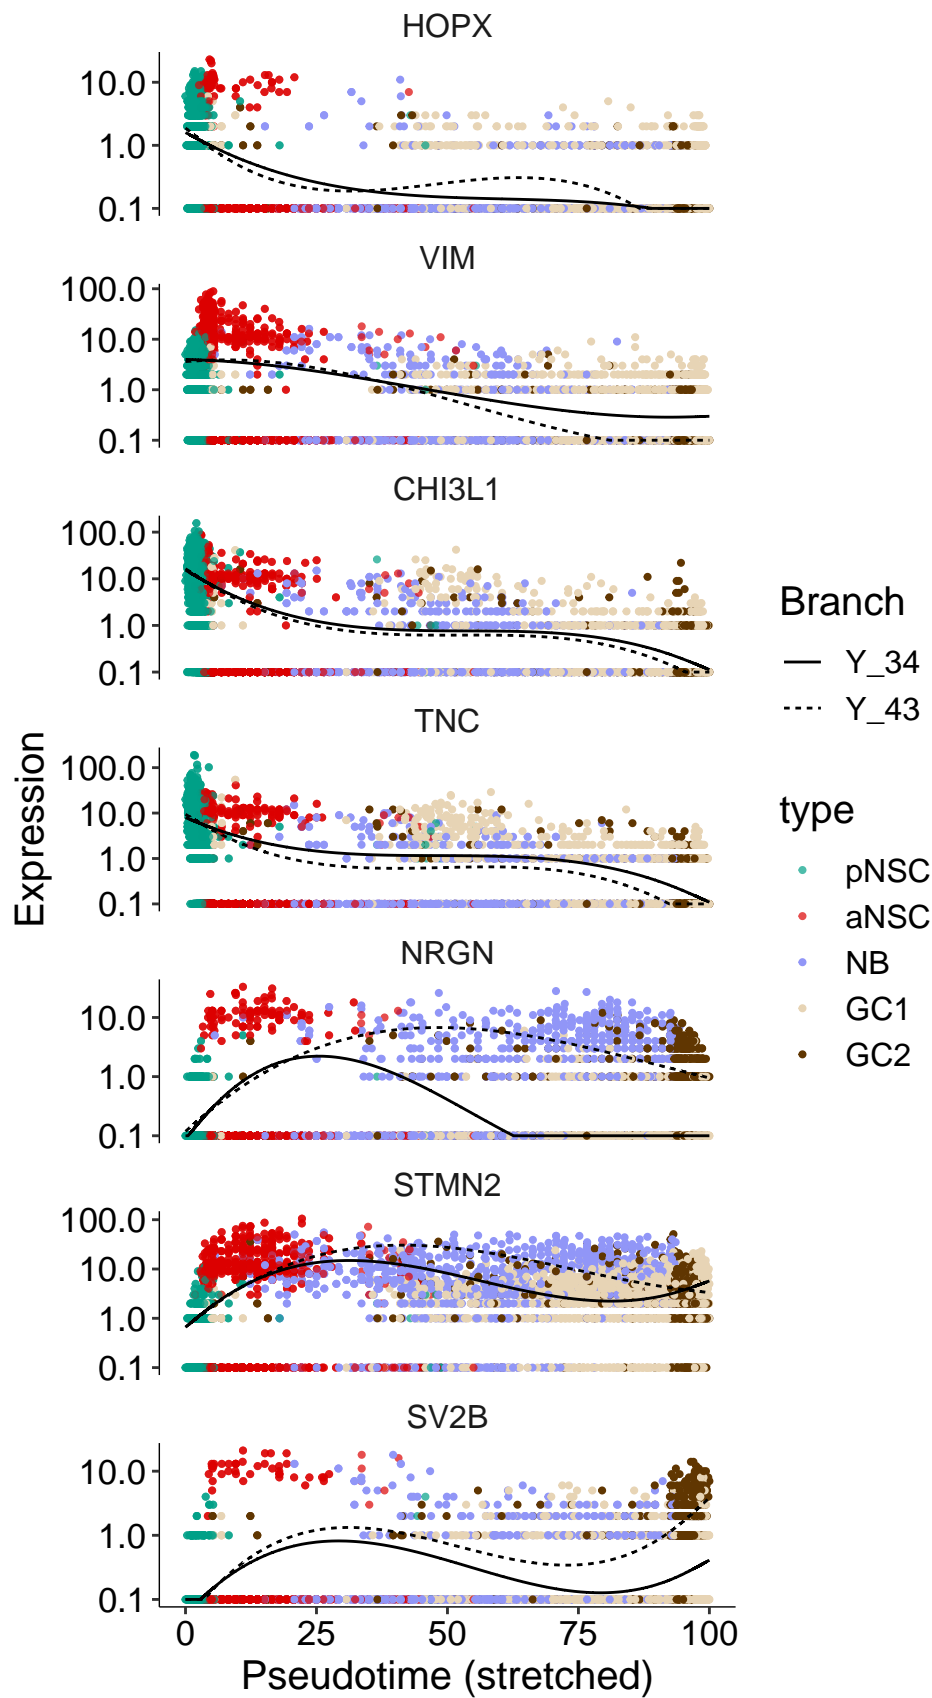 HOPX
10.0
1.0
0.1
VIM
100.0
10.0
1.0
0.1
CHI3L1
100.0
10.0
1.0
0.1
TNC
100.0
10.0
1.0
0.1
NRGN
10.0
1.0
0.1
STMN2
100.0
10.0
1.0
0.1
SV2B
10.0
1.0
0.1
0 25 50 75 100
Pseudotime (stretched)
Expression
Branch
Y_34
Y_43
type
pNSC
aNSC
NB
GC1
GC2